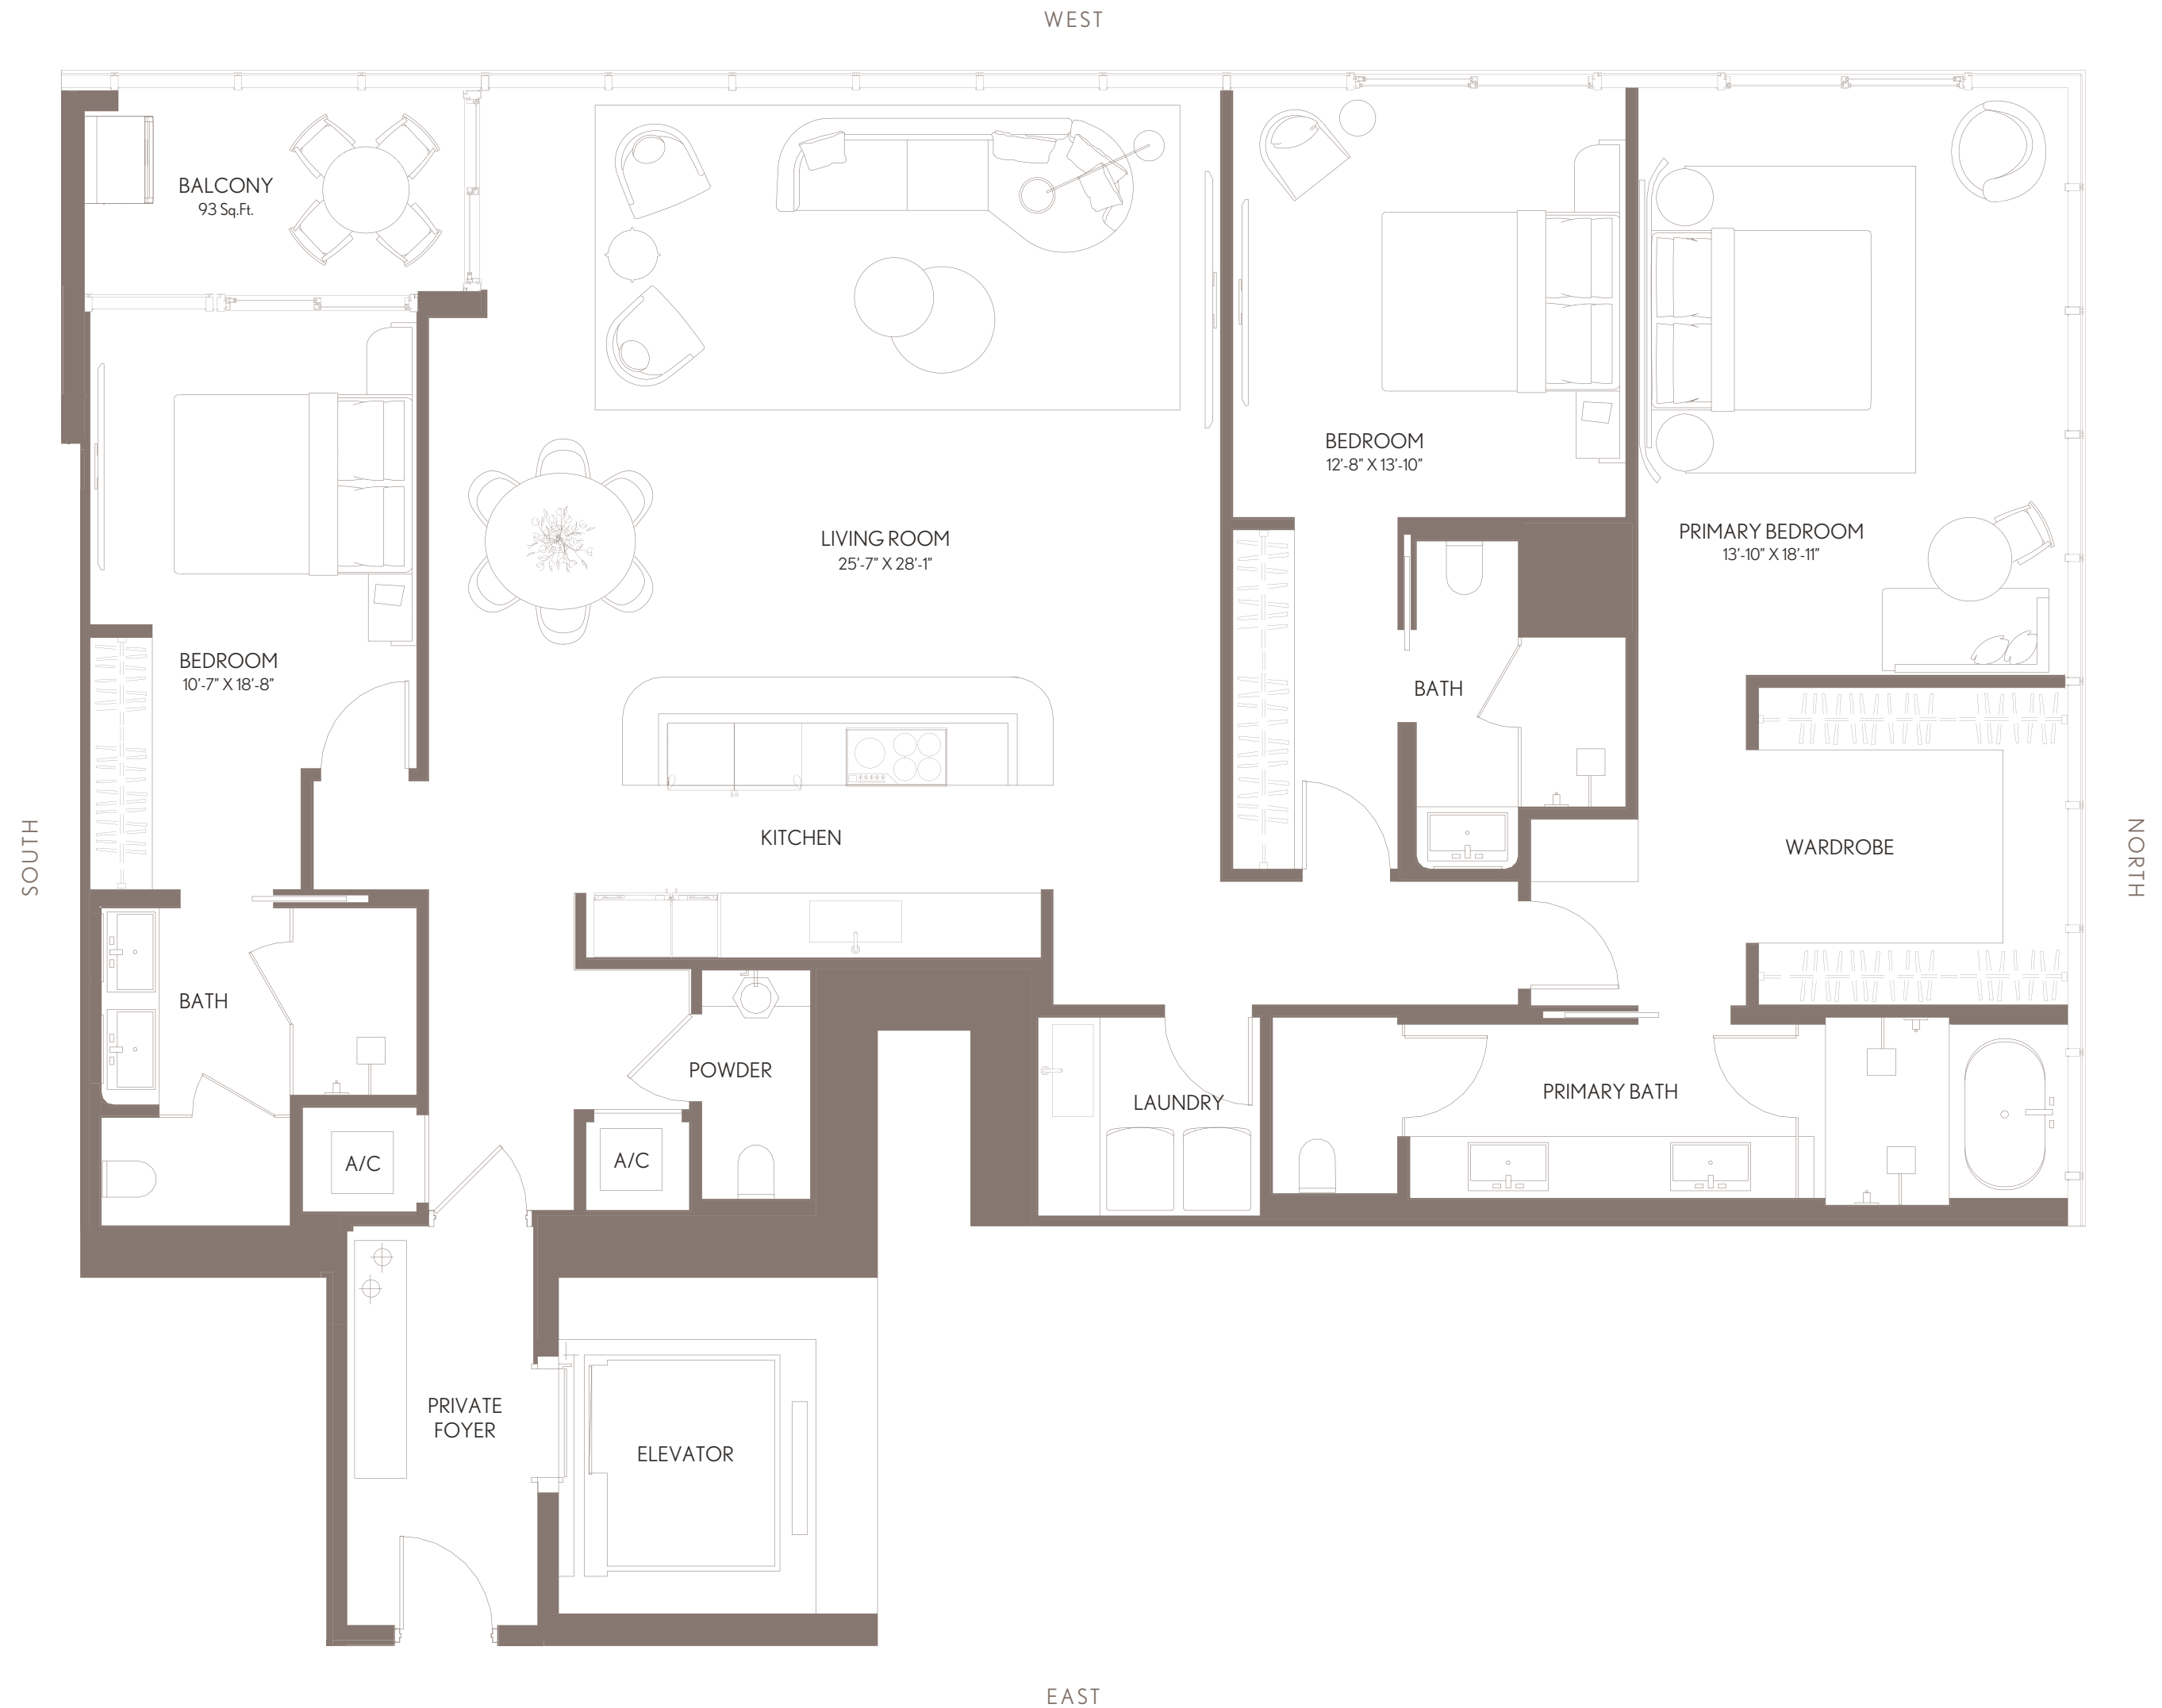 WEST
BALCONY
93 Sq.Ft.
BEDROOM
12'-8" X 13'-10"
LIVING ROOM
25'-7" X 28'-1"
PRIMARY BEDROOM
13'-10" X 18'-11"
BEDROOM
10'-7" X 18'-8"
BATH
SOUTH
KITCHEN
WARDROBE
NORTH
BATH
POWDER
LAUNDRY
PRIMARY BATH
A/C
A/C
PRIVATE
FOYER
ELEVATOR
EAST